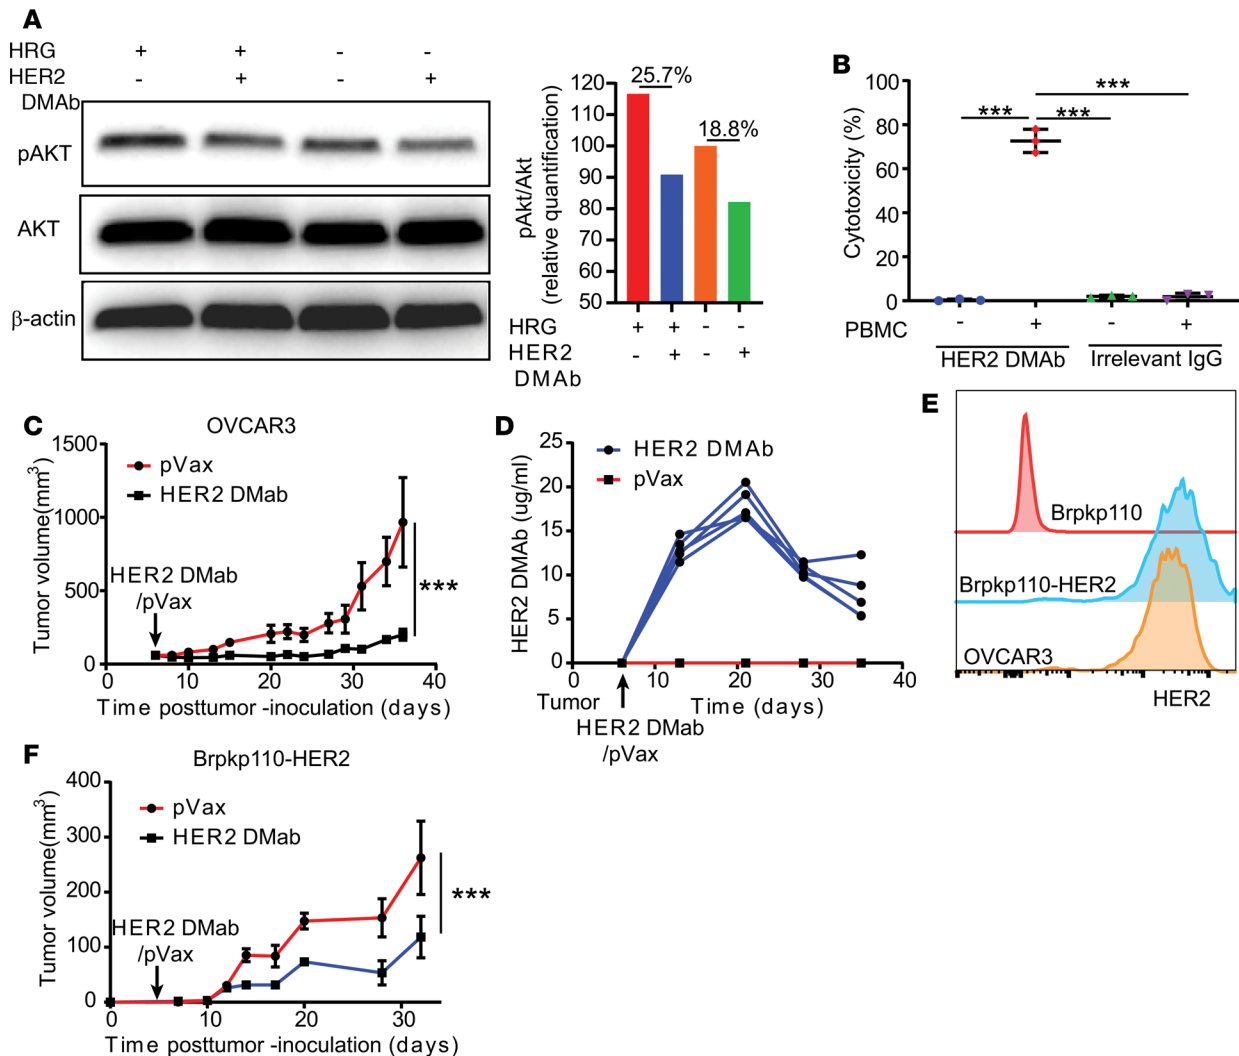 A
HRG + + - -
HER2 - + - +
DMAb
pAKT
AKT
β-actin
pAkt/Akt
(relative quantification)
120
110
100
90
80
70
60
50
25.7%
18.8%
HRG + + - -
HER2 - + - +
DMAb
B
Cytotoxicity (%)
100
80
60
40
20
0
***
*** ***
PBMC - + - +
HER2 DMAb Irrelevant IgG
C
OVCAR3
Tumor volume(mm3)
1500
1000
500
0
pVax
HER2 DMab
HER2 DMab
/pVax
***
0 10 20 30 40
Time posttumor -inoculation (days)
D
HER2 DMAb (ug/ml)
25
20
15
10
5
0
HER2 DMAb
pVax
0 10 20 30 40
Tumor Time (days)
HER2 DMab
/pVax
E
Brpkp110
Brpkp110-HER2
OVCAR3
HER2
F
Brpkp110-HER2
Tumor volume(mm3)
400
300
200
100
0
pVax
HER2 DMab
HER2 DMab
/pVax
***
0 10 20 30
Time posttumor -inoculation (days)